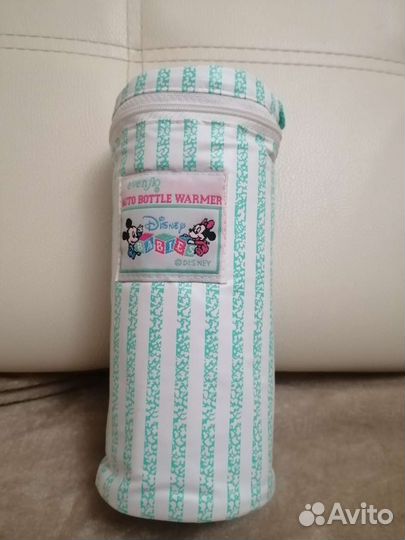 evenflo
AUTO BOTTLE WARMER
Disney
BABIES
© DISNEY
Avito